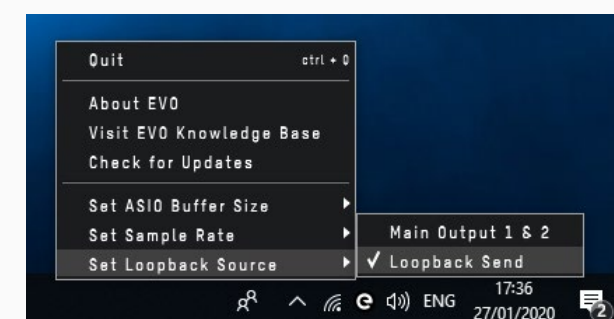 Quit ctrl + Q
About EVO
Visit EVO Knowledge Base
Check for Updates
Set ASIO Buffer Size
Set Sample Rate
Set Loopback Source
Main Output 1 & 2
✓ Loopback Send
ENG
17:36
27/01/2020
2